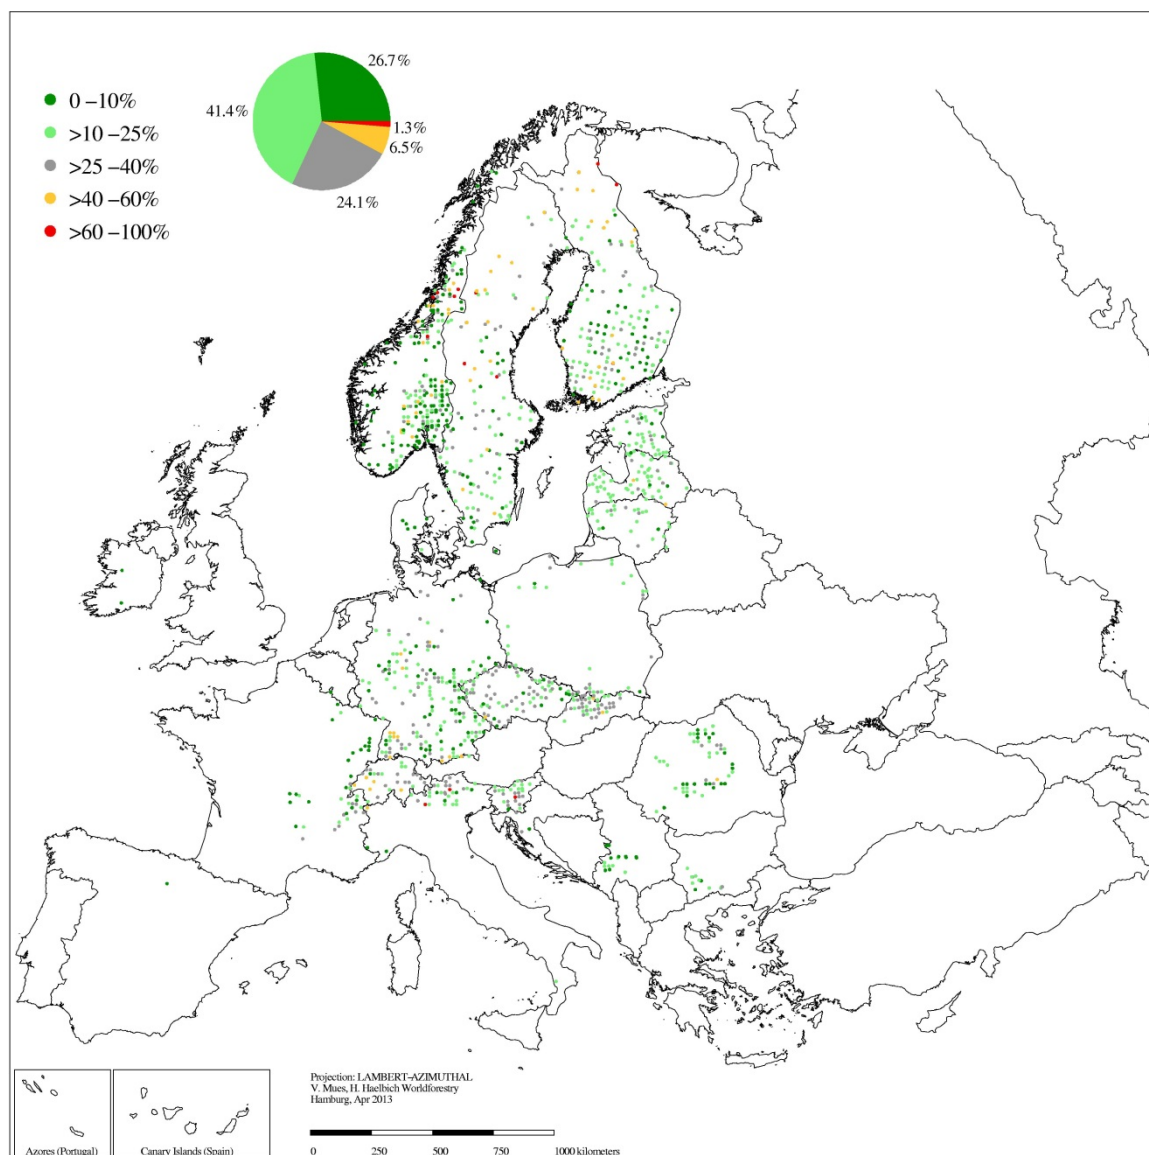 26.7%
41.4%
1.3%
6.5%
24.1%
0 –10%
>10 –25%
>25 –40%
>40 –60%
>60 –100%
Projection: LAMBERT–AZIMUTHAL
V. Mues, H. Haelbich Worldforestry
Hamburg, Apr 2013
0 250 500 750 1000 kilometers
Azores (Portugal)
Canary Islands (Spain)